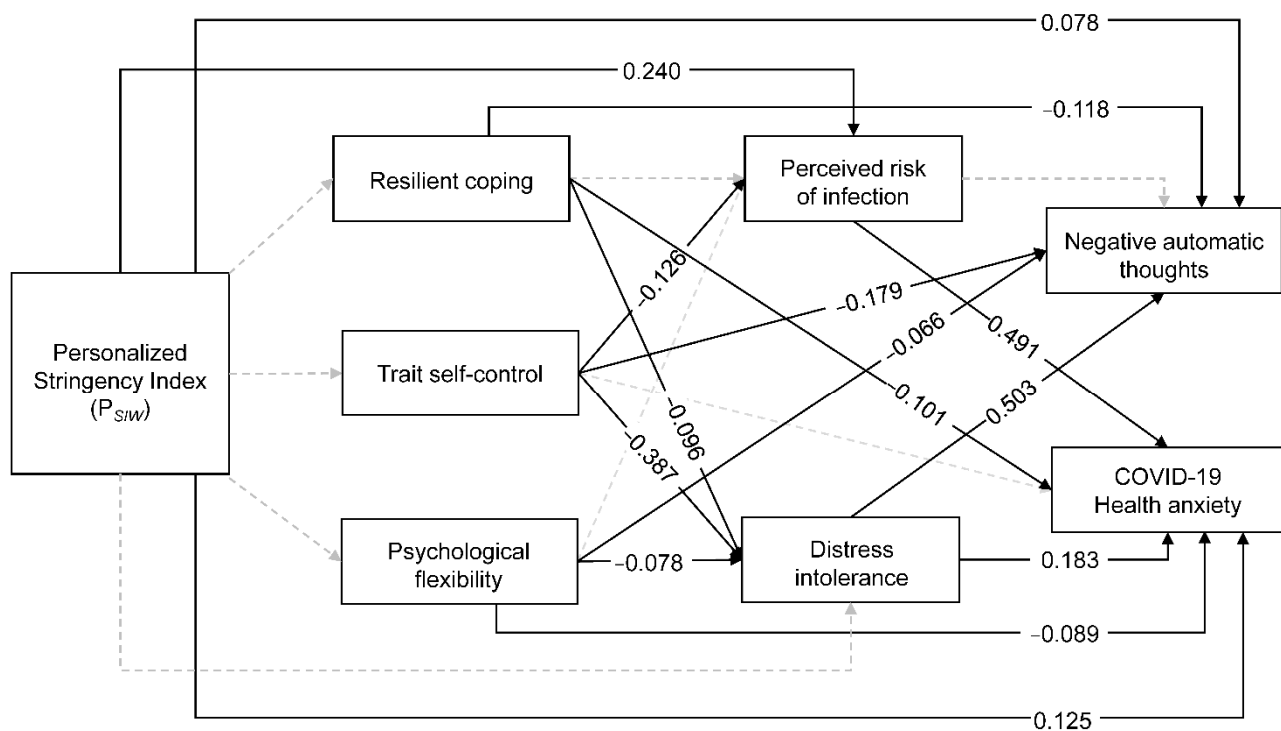 0.078
0.240
−0.118
Resilient coping
Perceived risk
of infection
Negative automatic
thoughts
−0.126
−0.179
−0.066
0.491
Personalized
Stringency Index
(PSIW)
Trait self-control
−0.101
0.503
−0.096
−0.387
COVID-19
Health anxiety
Psychological
flexibility
−0.078
Distress
intolerance
0.183
−0.089
0.125